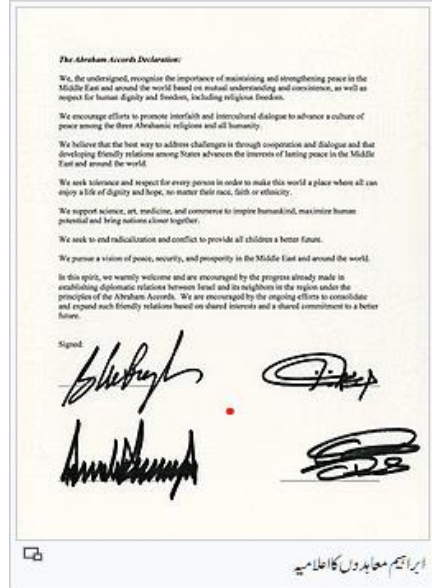 The Abraham Accords Declaration:
We, the undersigned, recognize the importance of maintaining and strengthening peace in the
Middle East and around the world based on mutual understanding and coexistence, as well as
respect for human dignity and freedom, including religious freedom.
We encourage efforts to promote interfaith and intercultural dialogue to advance a culture of
peace among the three Abrahamic religions and all humanity.
We believe that the best way to address challenges is through cooperation and dialogue and that
developing friendly relations among States advances the interests of lasting peace in the Middle
East and around the world.
We seek tolerance and respect for every person in order to make this world a place where all can
enjoy a life of dignity and hope, no matter their race, faith or ethnicity.
We support science, art, medicine, and commerce to inspire humankind, maximize human
potential and bring nations closer together.
We seek to end radicalization and conflict to provide all children a better future.
We pursue a vision of peace, security, and prosperity in the Middle East and around the world.
In this spirit, we warmly welcome and are encouraged by the progress already made in
establishing diplomatic relations between Israel and its neighbors in the region under the
principles of the Abraham Accords. We are encouraged by the ongoing efforts to consolidate
and expand such friendly relations based on shared interests and a shared commitment to a better
future.
Signed:
ابراہیم معاہدوں کا اعلامیہ